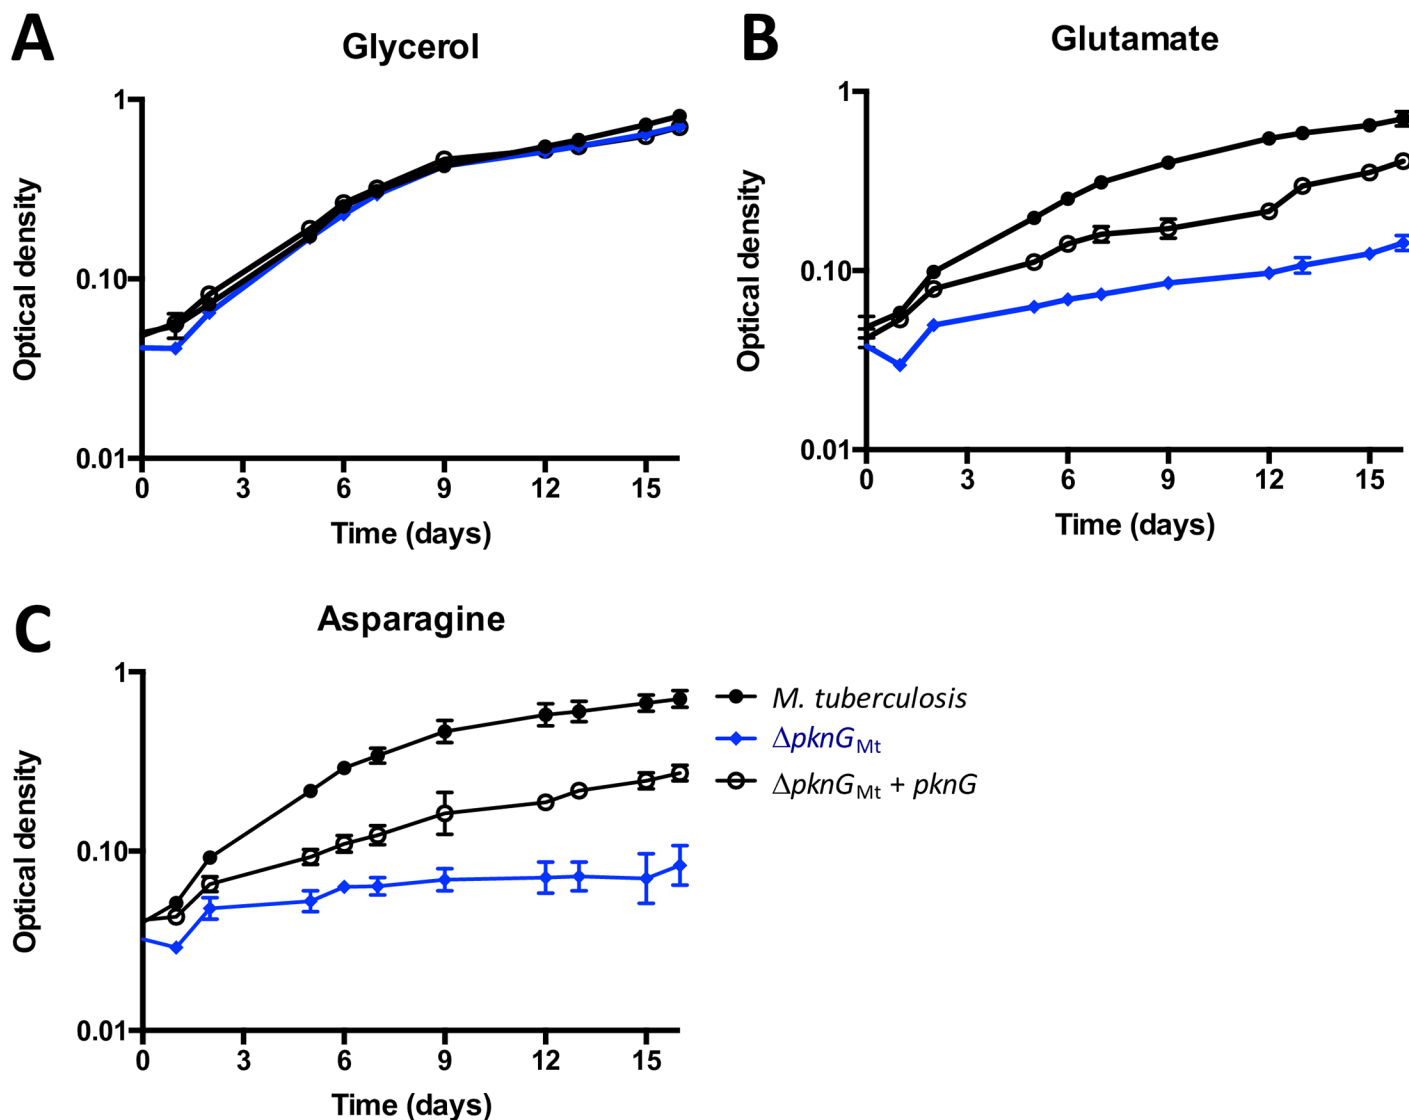 A
Glycerol
Optical density
1
0.10
0.01
0 3 6 9 12 15
Time (days)
B
Glutamate
Optical density
1
0.10
0.01
0 3 6 9 12 15
Time (days)
C
Asparagine
Optical density
1
0.10
0.01
0 3 6 9 12 15
Time (days)
M. tuberculosis
ΔpknGMt
ΔpknGMt + pknG